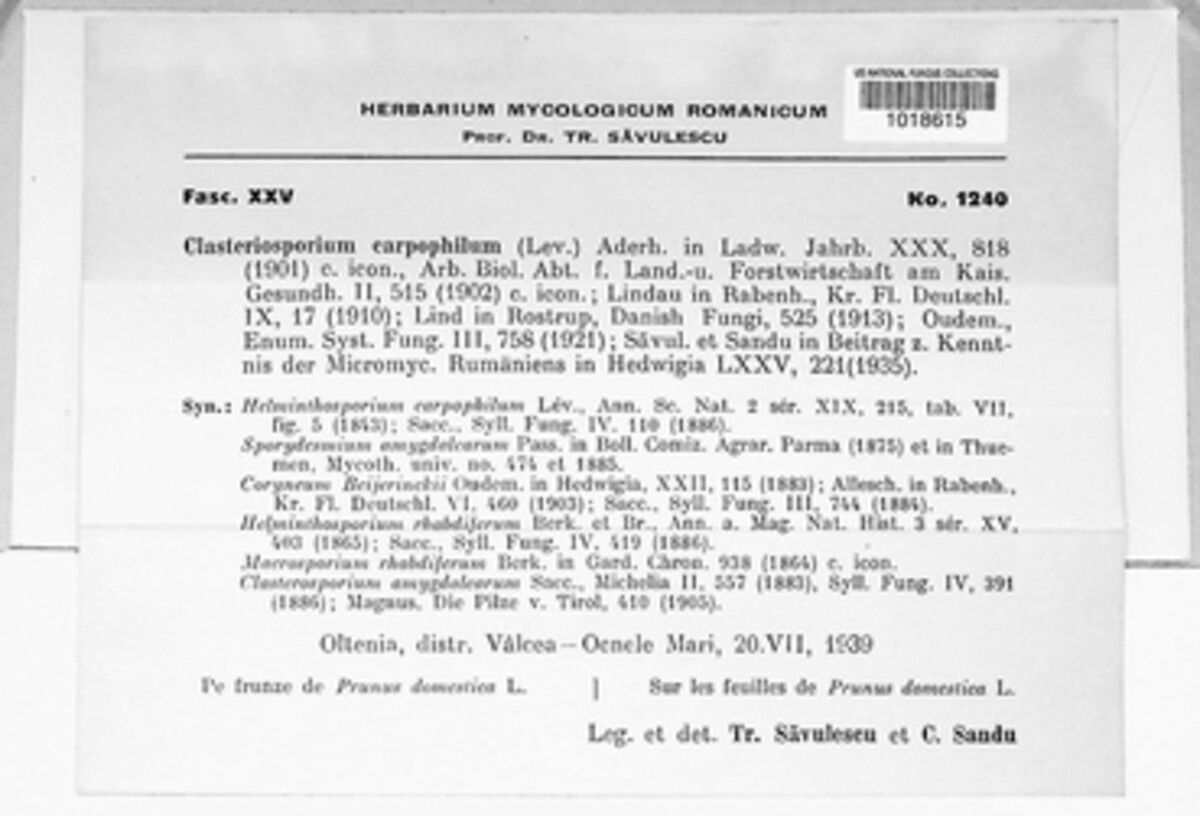 US NATIONAL FUNGUS COLLECTIONS
1018615
HERBARIUM MYCOLOGICUM ROMANICUM
PROF. DR. TR. SĂVULESCU
Fasc. XXV No. 1240
Clasteriosporium carpophilum (Lev.) Aderh. in Ladw. Jahrb. XXX, 818
(1901) c. icon., Arb. Biol. Abt. f. Land.-u. Forstwirtschaft am Kais.
Gesundh. II, 515 (1902) c. icon.; Lindau in Rabenh., Kr. Fl. Deutschl.
IX, 17 (1910); Lind in Rostrup, Danish Fungi, 525 (1913); Oudem.,
Enum. Syst. Fung. III, 758 (1921); Săvul. et Sandu in Beitrag z. Kennt-
nis der Micromyc. Rumäniens in Hedwigia LXXV, 221(1935).
Syn.: Helminthosporium carpophilum Lév., Ann. Sc. Nat. 2 sér. XIX, 215, tab. VII,
fig. 5 (1843); Sacc., Syll. Fung. IV. 110 (1886).
Sporydesmium amygdalearum Pass. in Boll. Comiz. Agrar. Parma (1875) et in Thue-
men, Mycoth. univ. no. 474 et 1885.
Coryneum Beijerinckii Oudem. in Hedwigia, XXII, 115 (1883); Allesch. in Rabenh.,
Kr. Fl. Deutschl. VI, 460 (1903); Sacc., Syll. Fung. III, 744 (1884).
Helminthosporium rhabdiferum Berk. et Br., Ann. a. Mag. Nat. Hist. 3 sér. XV,
403 (1865); Sacc., Syll. Fung. IV, 419 (1886).
Macrosporium rhabdiferum Berk. in Gard. Chron. 938 (1864) c. icon.
Clasterosporium amygdalearum Sacc., Michelia II, 557 (1883), Syll. Fung. IV, 391
(1886); Magnus, Die Pilze v. Tirol, 410 (1905).
Oltenia, distr. Vâlcea–Ocnele Mari, 20.VII, 1939
Pe frunze de Prunus domestica L. | Sur les feuilles de Prunus domestica L.
Leg. et det. Tr. Săvulescu et C. Sandu